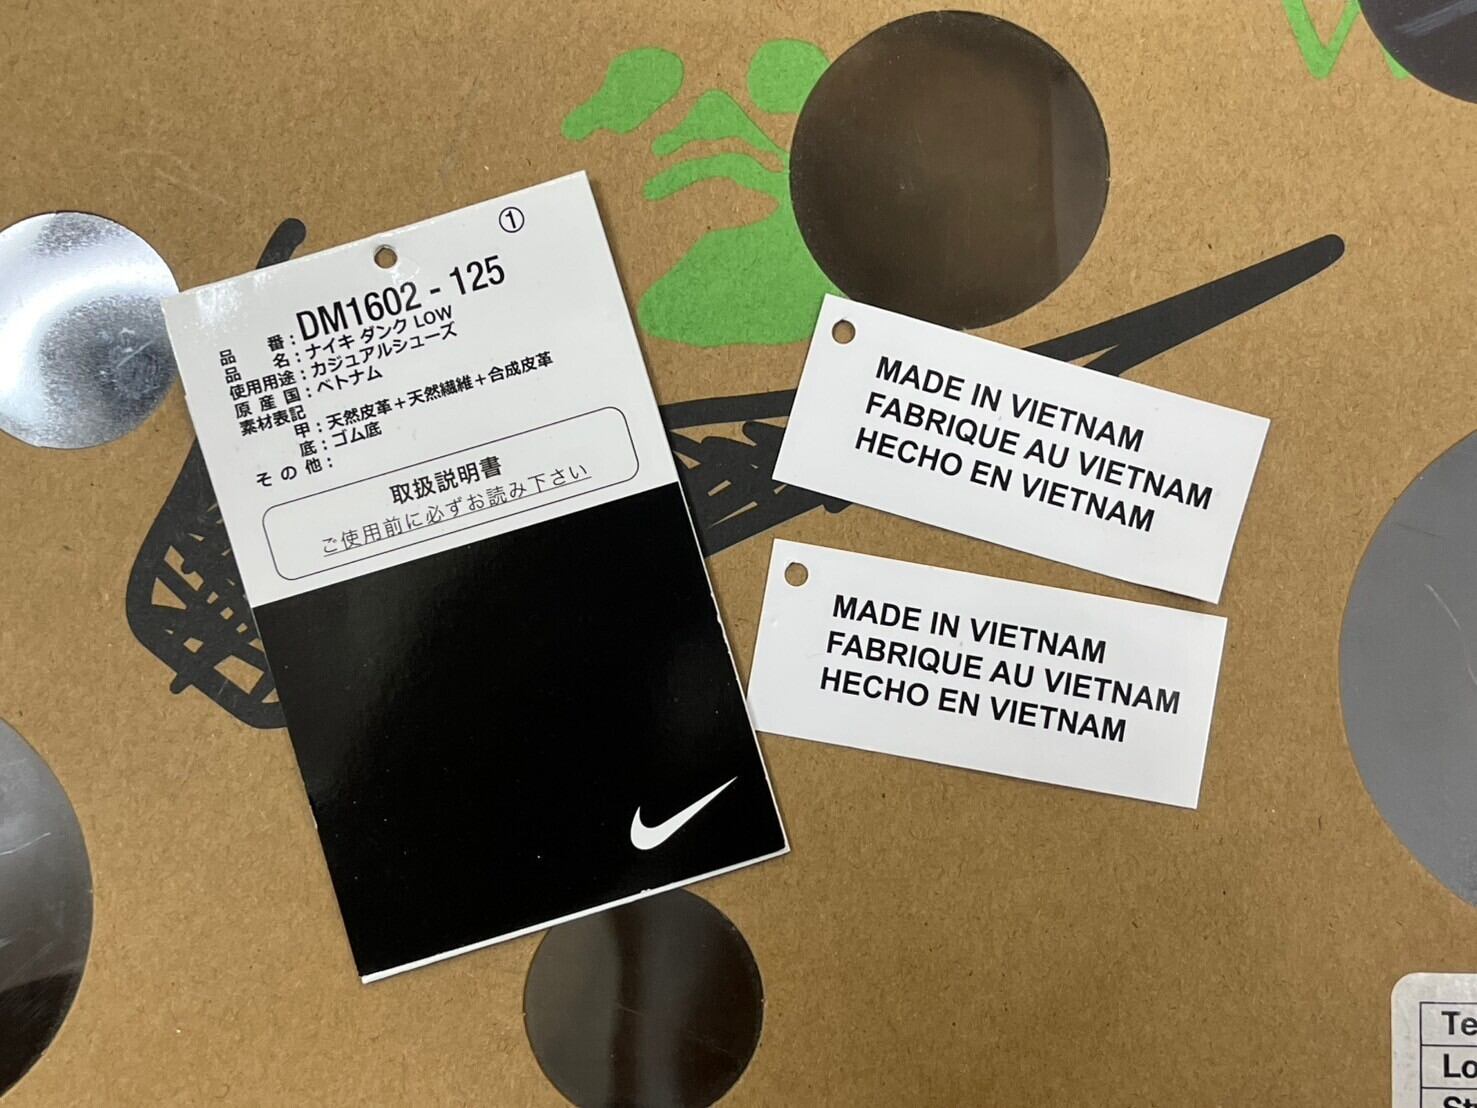 ①
品番：DM1602 - 125
品名：ナイキ ダンク LOW
使用用途：カジュアルシューズ
原産国：ベトナム
素材表記
甲：天然皮革＋天然繊維＋合成皮革
底：ゴム底
その他：
取扱説明書
ご使用前に必ずお読み下さい
MADE IN VIETNAM
FABRIQUE AU VIETNAM
HECHO EN VIETNAM
MADE IN VIETNAM
FABRIQUE AU VIETNAM
HECHO EN VIETNAM
Te
Lo